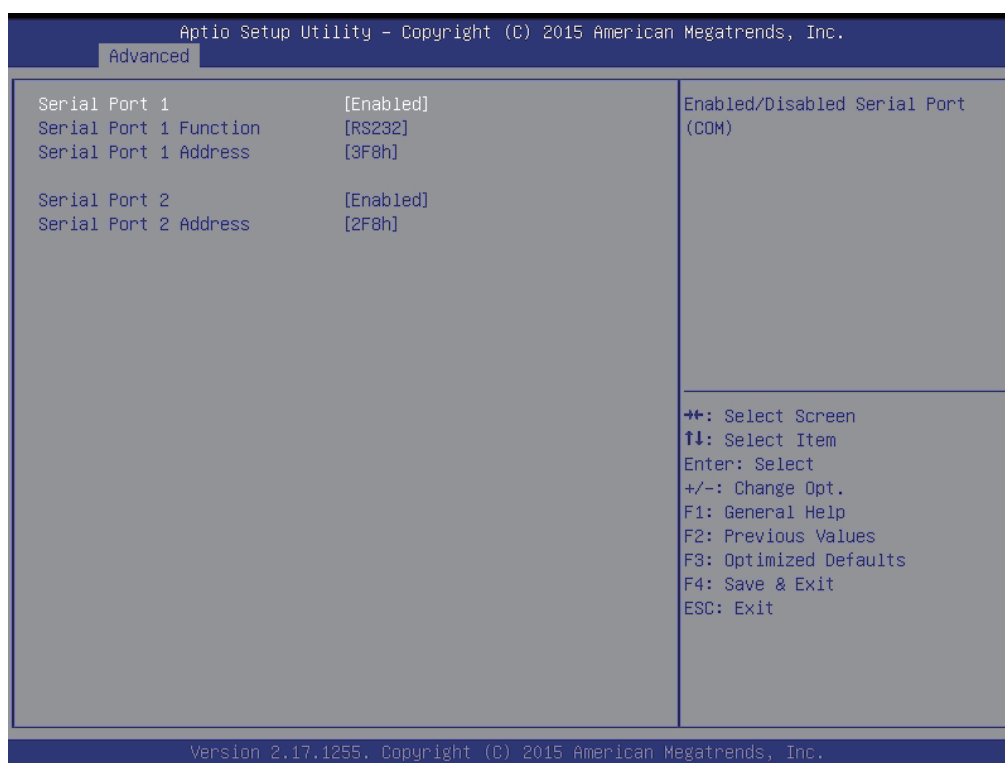 Aptio Setup Utility – Copyright (C) 2015 American Megatrends, Inc.
Advanced
Serial Port 1 [Enabled]
Serial Port 1 Function [RS232]
Serial Port 1 Address [3F8h]
Serial Port 2 [Enabled]
Serial Port 2 Address [2F8h]
Enabled/Disabled Serial Port
(COM)
→←: Select Screen
↑↓: Select Item
Enter: Select
+/-: Change Opt.
F1: General Help
F2: Previous Values
F3: Optimized Defaults
F4: Save & Exit
ESC: Exit
Version 2.17.1255. Copyright (C) 2015 American Megatrends, Inc.